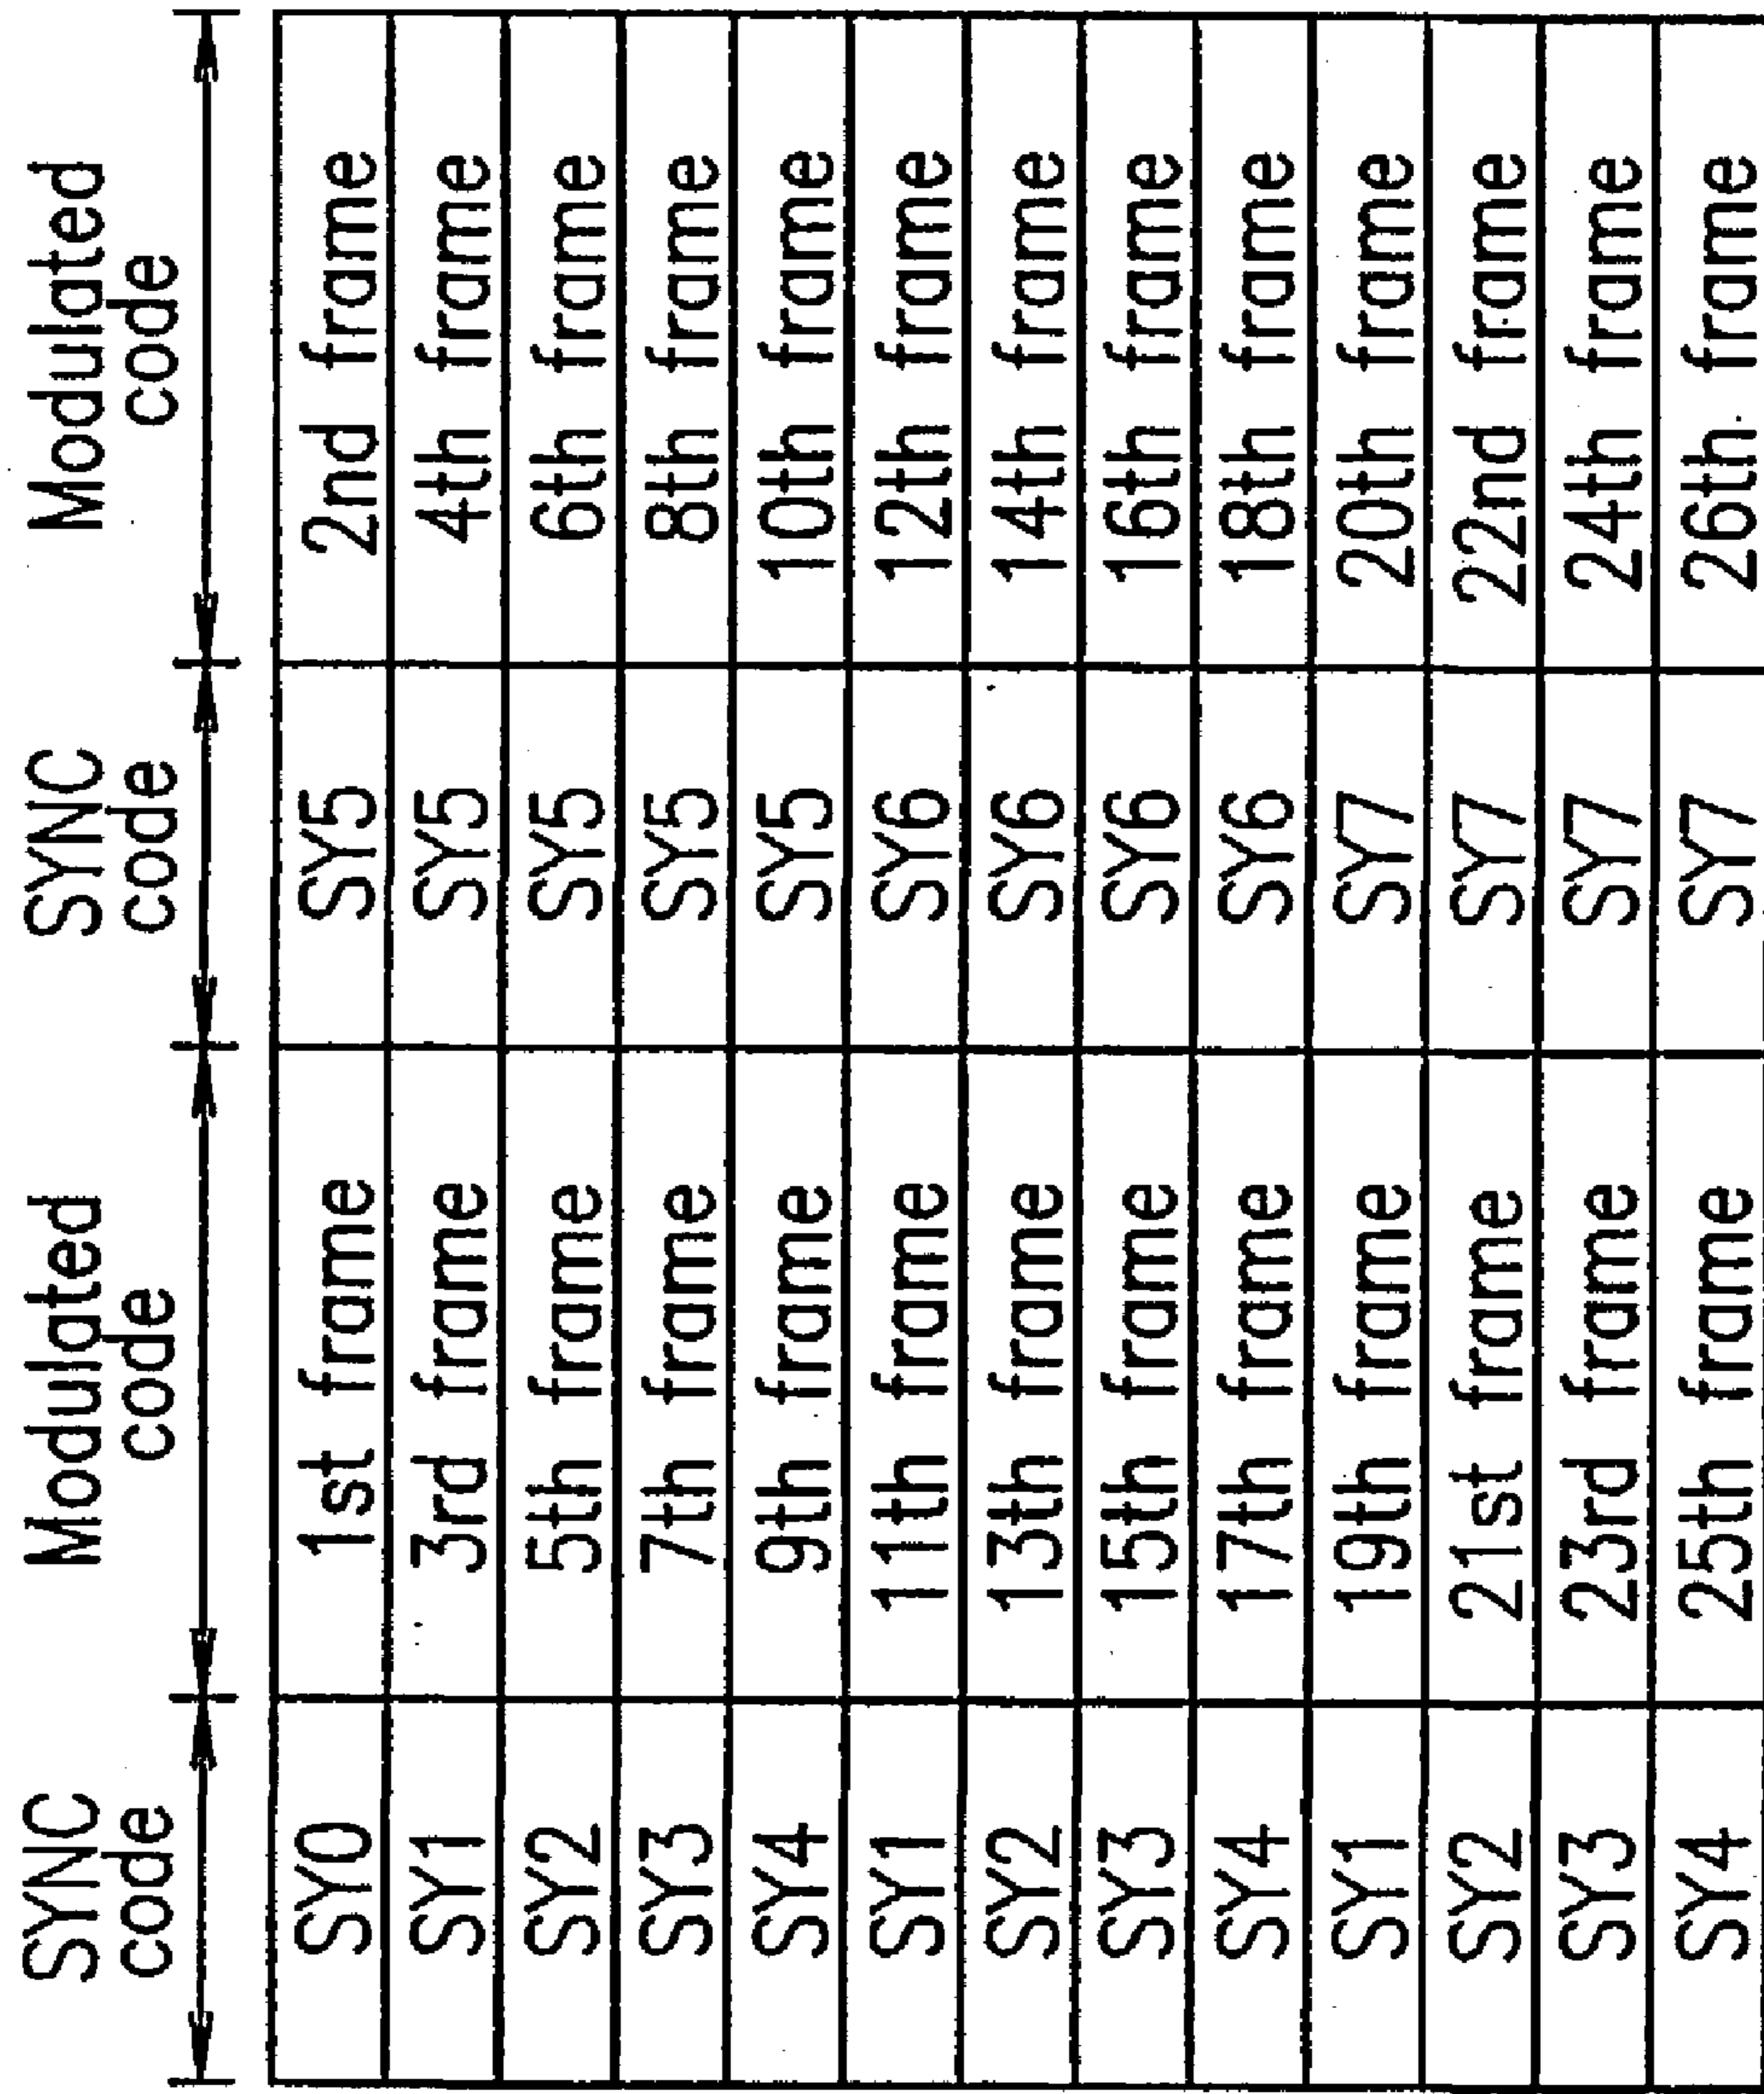 SYNC code Modulated code SYNC code Modulated code
SY0 1st frame SY5 2nd frame
SY1 3rd frame SY5 4th frame
SY2 5th frame SY5 6th frame
SY3 7th frame SY5 8th frame
SY4 9th frame SY5 10th frame
SY1 11th frame SY6 12th frame
SY2 13th frame SY6 14th frame
SY3 15th frame SY6 16th frame
SY4 17th frame SY6 18th frame
SY1 19th frame SY7 20th frame
SY2 21st frame SY7 22nd frame
SY3 23rd frame SY7 24th frame
SY4 25th frame SY7 26th frame